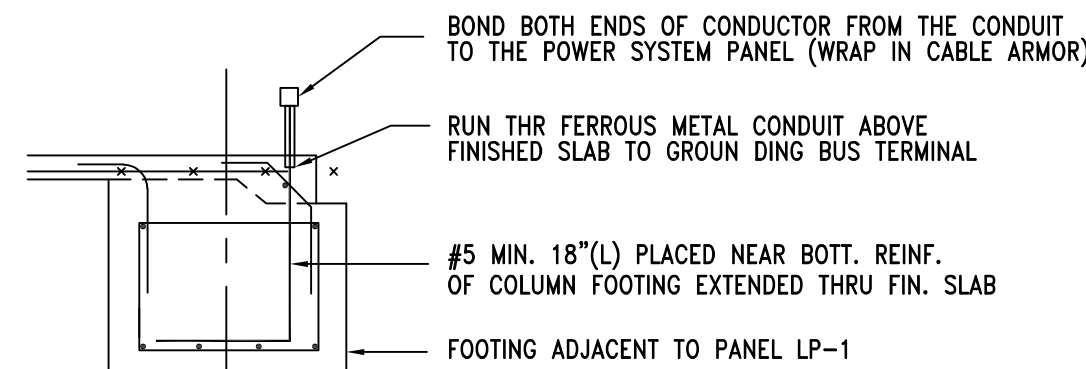 BOND BOTH ENDS OF CONDUCTOR FROM THE CONDUIT
TO THE POWER SYSTEM PANEL (WRAP IN CABLE ARMOR)
RUN THR FERROUS METAL CONDUIT ABOVE
FINISHED SLAB TO GROUN DING BUS TERMINAL
#5 MIN. 18"(L) PLACED NEAR BOTT. REINF.
OF COLUMN FOOTING EXTENDED THRU FIN. SLAB
FOOTING ADJACENT TO PANEL LP-1